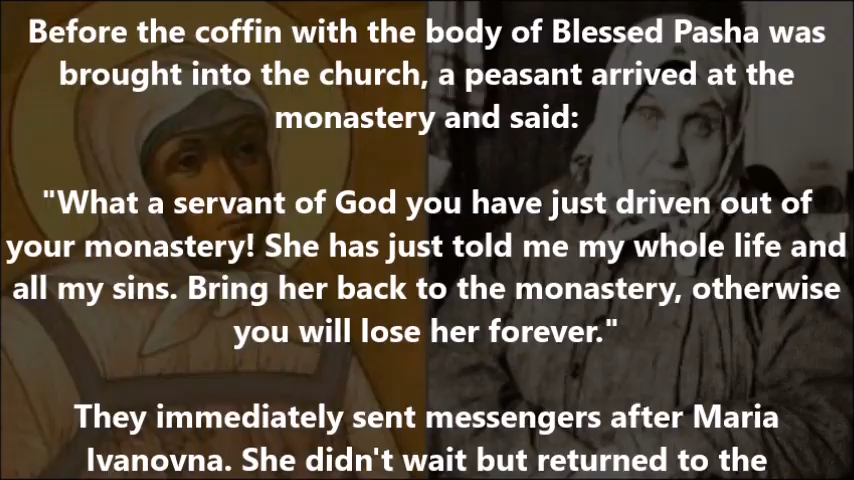 Before the coffin with the body of Blessed Pasha was
brought into the church, a peasant arrived at the
monastery and said:
"What a servant of God you have just driven out of
your monastery! She has just told me my whole life and
all my sins. Bring her back to the monastery, otherwise
you will lose her forever."
They immediately sent messengers after Maria
Ivanovna. She didn't wait but returned to the